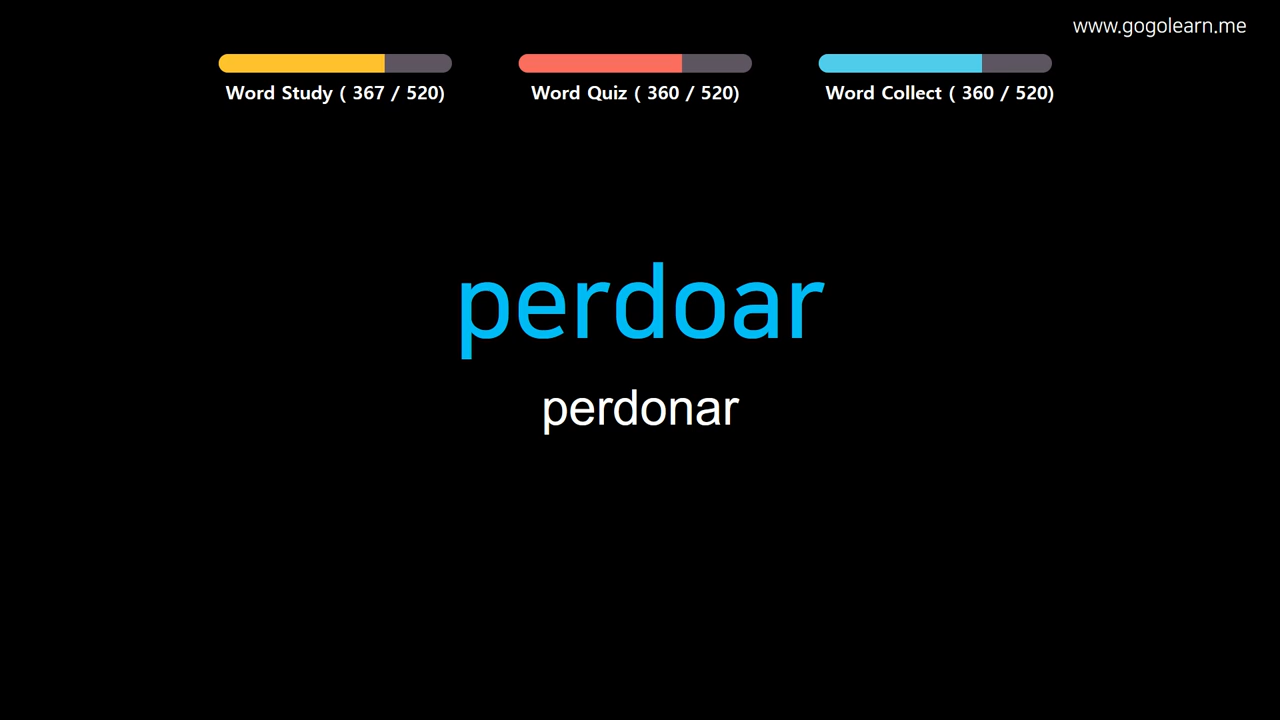 www.gogolearn.me
Word Study ( 367 / 520)
Word Quiz ( 360 / 520)
Word Collect ( 360 / 520)
perdoar
perdonar